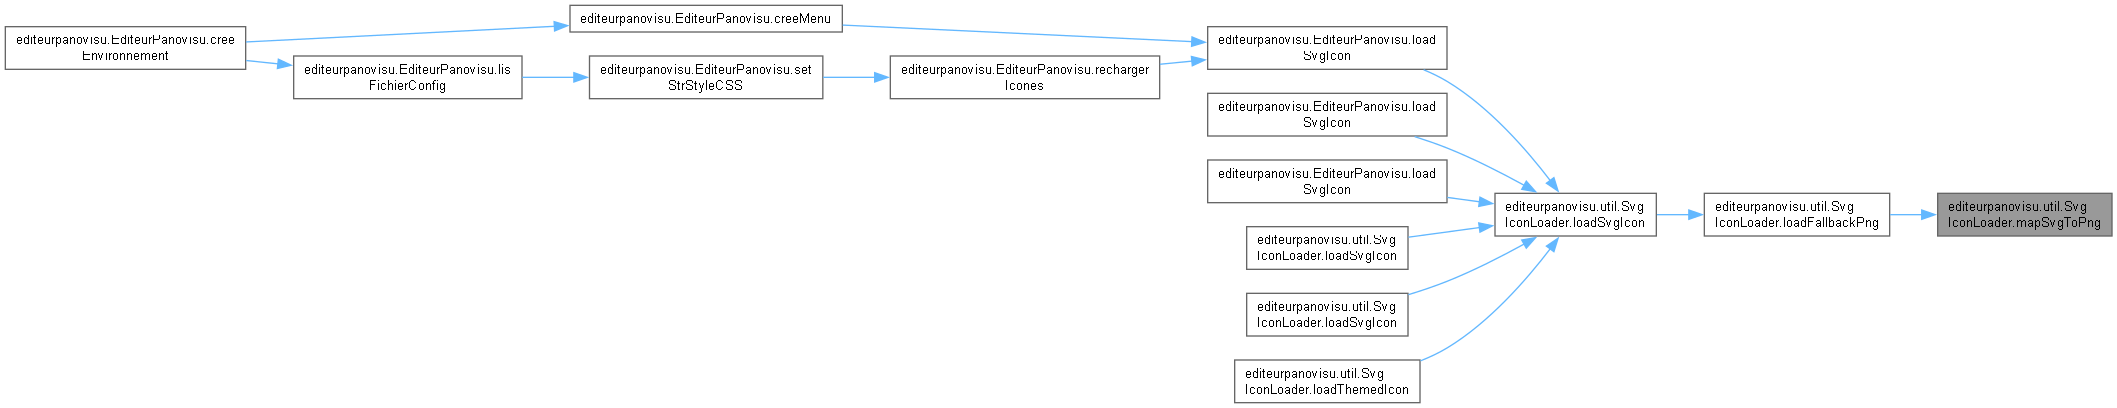 editeurpanovisu.EditeurPanovisu.cree
Environnement
editeurpanovisu.EditeurPanovisu.creeMenu
editeurpanovisu.EditeurPanovisu.lis
FichierConfig
editeurpanovisu.EditeurPanovisu.set
StrStyleCSS
editeurpanovisu.EditeurPanovisu.recharger
Icones
editeurpanovisu.EditeurPanovisu.load
SvgIcon
editeurpanovisu.EditeurPanovisu.load
SvgIcon
editeurpanovisu.EditeurPanovisu.load
SvgIcon
editeurpanovisu.util.Svg
IconLoader.loadSvgIcon
editeurpanovisu.util.Svg
IconLoader.loadSvgIcon
editeurpanovisu.util.Svg
IconLoader.loadThemedIcon
editeurpanovisu.util.Svg
IconLoader.loadSvgIcon
editeurpanovisu.util.Svg
IconLoader.loadFallbackPng
editeurpanovisu.util.Svg
IconLoader.mapSvgToPng